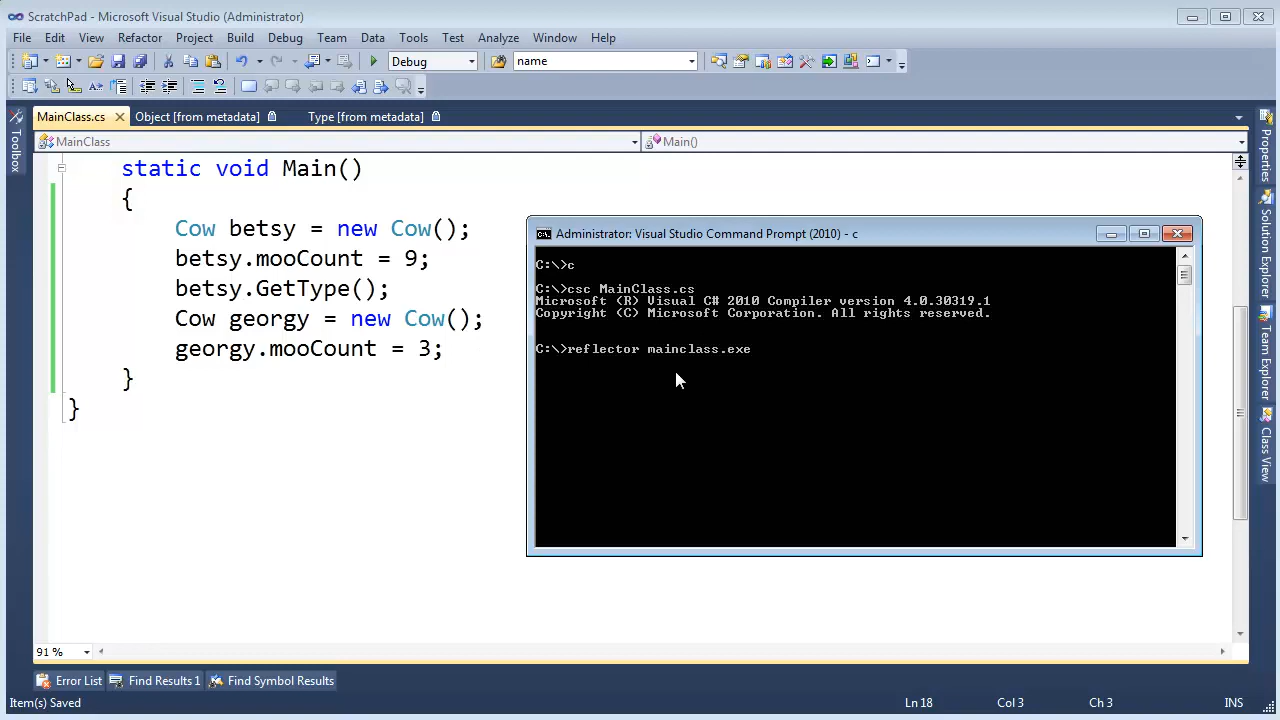 ScratchPad - Microsoft Visual Studio (Administrator)
File Edit View Refactor Project Build Debug Team Data Tools Test Analyze Window Help
Debug name
MainClass.cs Object [from metadata] Type [from metadata]
MainClass Main()
Toolbox
Properties
Solution Explorer
Team Explorer
Class View
static void Main()
{
Cow betsy = new Cow();
betsy.mooCount = 9;
betsy.GetType();
Cow georgy = new Cow();
georgy.mooCount = 3;
}
}
Administrator: Visual Studio Command Prompt (2010) - c
C:\>c
C:\>csc MainClass.cs
Microsoft (R) Visual C# 2010 Compiler version 4.0.30319.1
Copyright (C) Microsoft Corporation. All rights reserved.
C:\>reflector mainclass.exe
91 %
Error List Find Results 1 Find Symbol Results
Item(s) Saved Ln 18 Col 3 Ch 3 INS